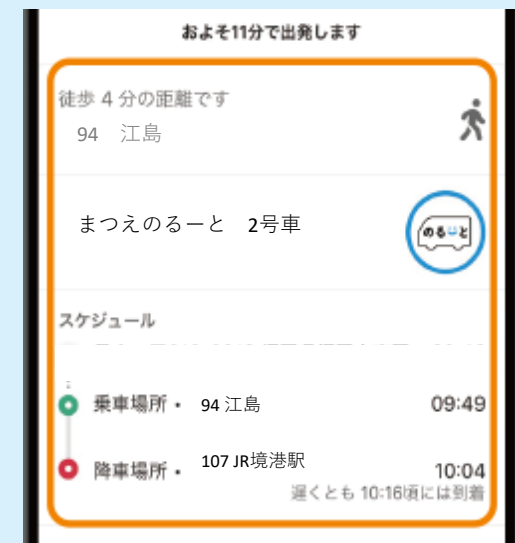 およそ11分で出発します
徒歩 4 分の距離です
94 江島
まつえのるーと 2号車
のるーと
スケジュール
乗車場所・ 94 江島 09:49
降車場所・ 107 JR境港駅 10:04
遅くとも 10:16頃には到着